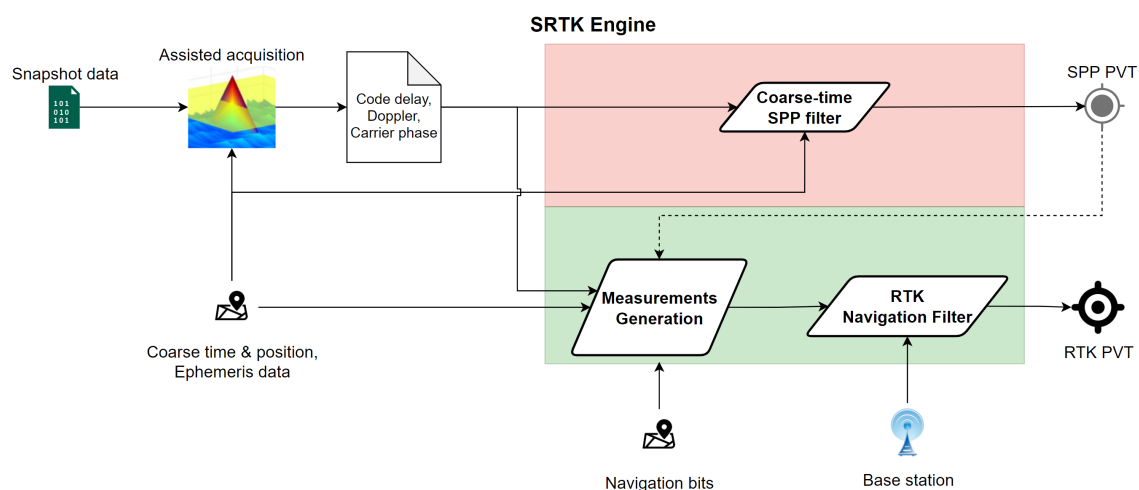 SRTK Engine
Assisted acquisition
Snapshot data
101
010
101
Code delay,
Doppler,
Carrier phase
Coarse-time
SPP filter
SPP PVT
Measurements
Generation
RTK
Navigation Filter
RTK PVT
Coarse time & position,
Ephemeris data
Navigation bits
Base station